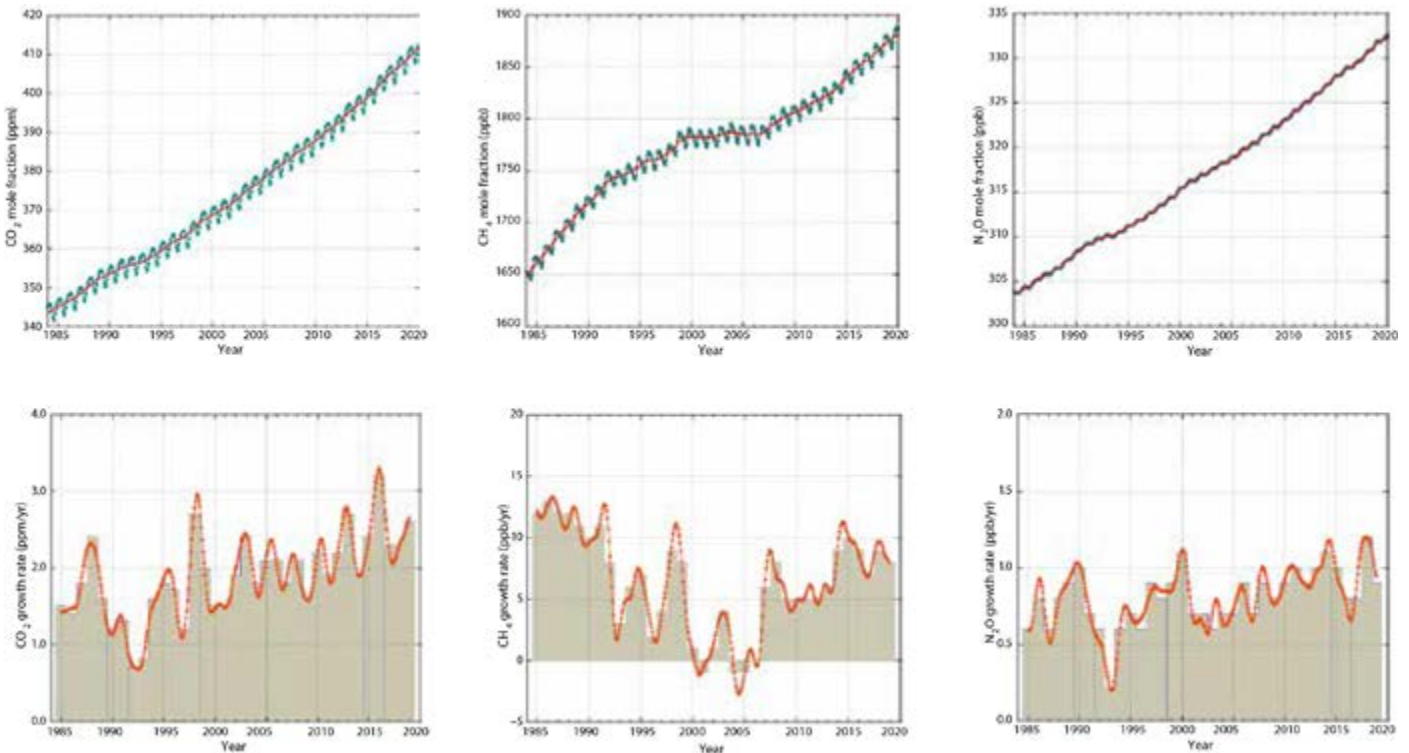 CO2 mole fraction (ppm)
420
410
400
390
380
370
360
350
340
1985 1990 1995 2000 2005 2010 2015 2020
Year
CH4 mole fraction (ppb)
1900
1850
1800
1750
1700
1650
1600
1985 1990 1995 2000 2005 2010 2015 2020
Year
N2O mole fraction (ppb)
335
330
325
320
315
310
305
300
1985 1990 1995 2000 2005 2010 2015 2020
Year
CO2 growth rate (ppm/yr)
4.0
3.0
2.0
1.0
0.0
1985 1990 1995 2000 2005 2010 2015 2020
Year
CH4 growth rate (ppb/yr)
20
15
10
5
0
−5
1985 1990 1995 2000 2005 2010 2015 2020
Year
N2O growth rate (ppb/yr)
2.0
1.5
1.0
0.5
0.0
1985 1990 1995 2000 2005 2010 2015 2020
Year